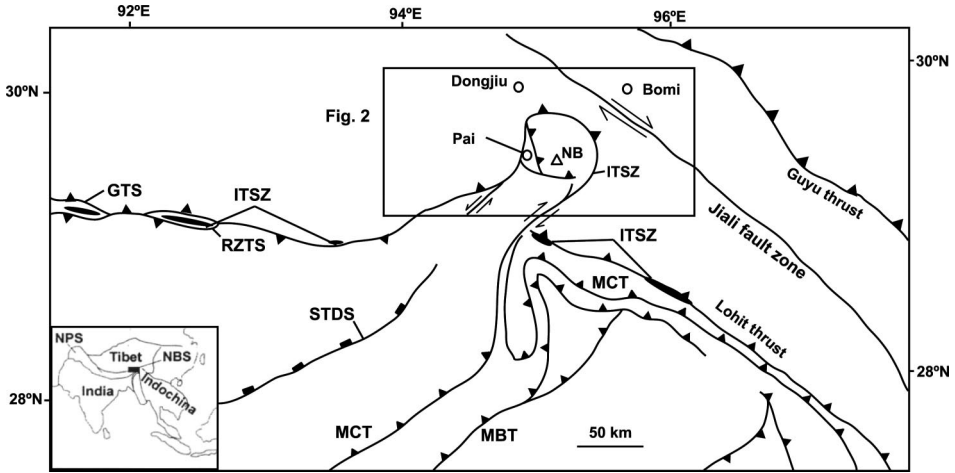 92ºE
94ºE
96ºE
30ºN
30ºN
Dongjiu
Bomi
Fig. 2
Pai
NB
ITSZ
GTS
ITSZ
RZTS
Guyu thrust
Jiali fault zone
ITSZ
MCT
Lohit thrust
STDS
NPS
Tibet
NBS
India
Indochina
28ºN
28ºN
MCT
MBT
50 km